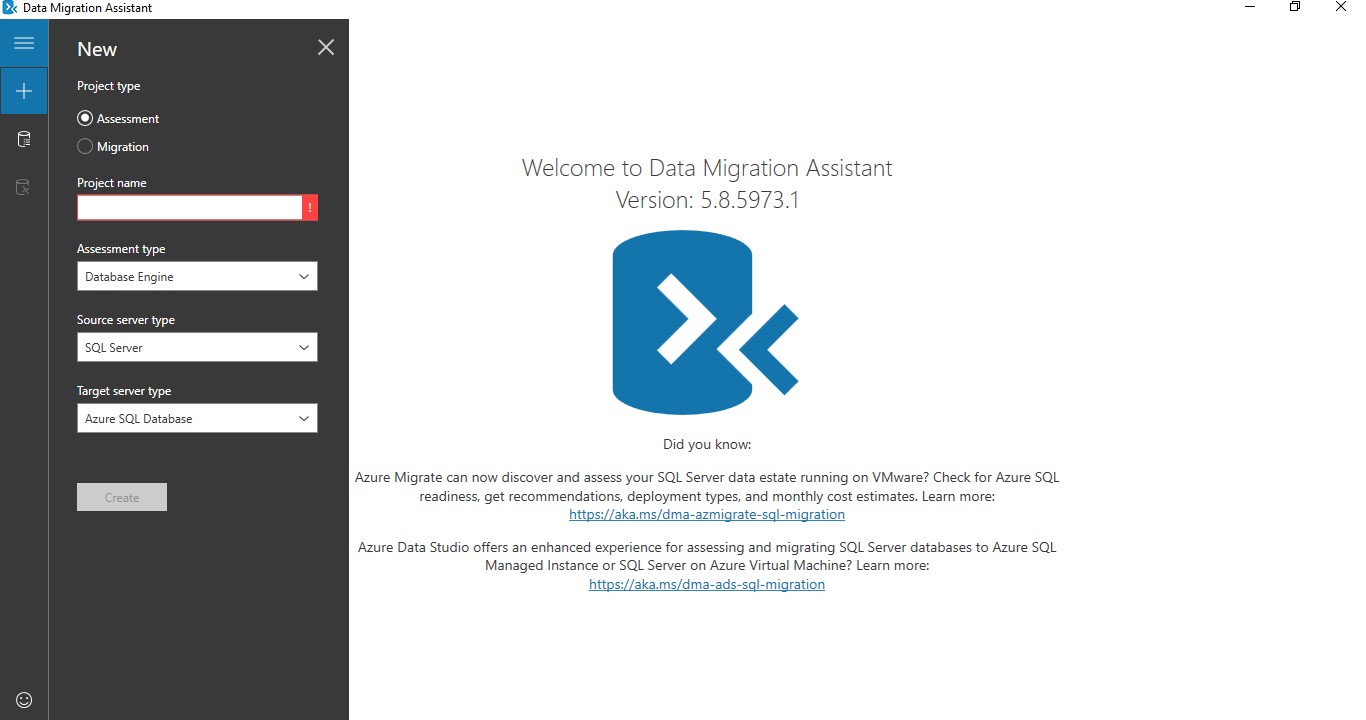 Data Migration Assistant
New
Project type
Assessment
Migration
Project name
!
Assessment type
Database Engine
Source server type
SQL Server
Target server type
Azure SQL Database
Create
Welcome to Data Migration Assistant
Version: 5.8.5973.1
Did you know:
Azure Migrate can now discover and assess your SQL Server data estate running on VMware? Check for Azure SQL
readiness, get recommendations, deployment types, and monthly cost estimates. Learn more:
https://aka.ms/dma-azmigrate-sql-migration
Azure Data Studio offers an enhanced experience for assessing and migrating SQL Server databases to Azure SQL
Managed Instance or SQL Server on Azure Virtual Machine? Learn more:
https://aka.ms/dma-ads-sql-migration